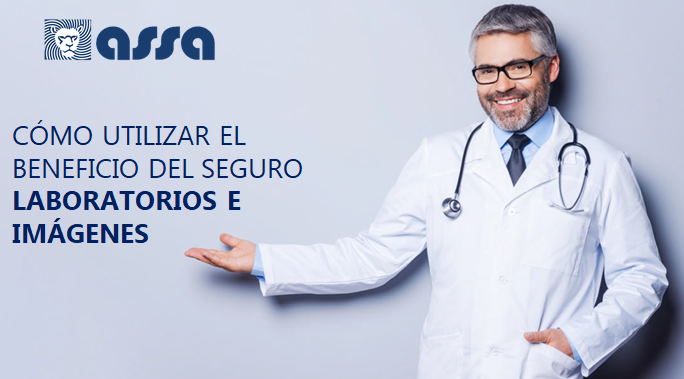 assa
CÓMO UTILIZAR EL
BENEFICIO DEL SEGURO
LABORATORIOS E
IMÁGENES